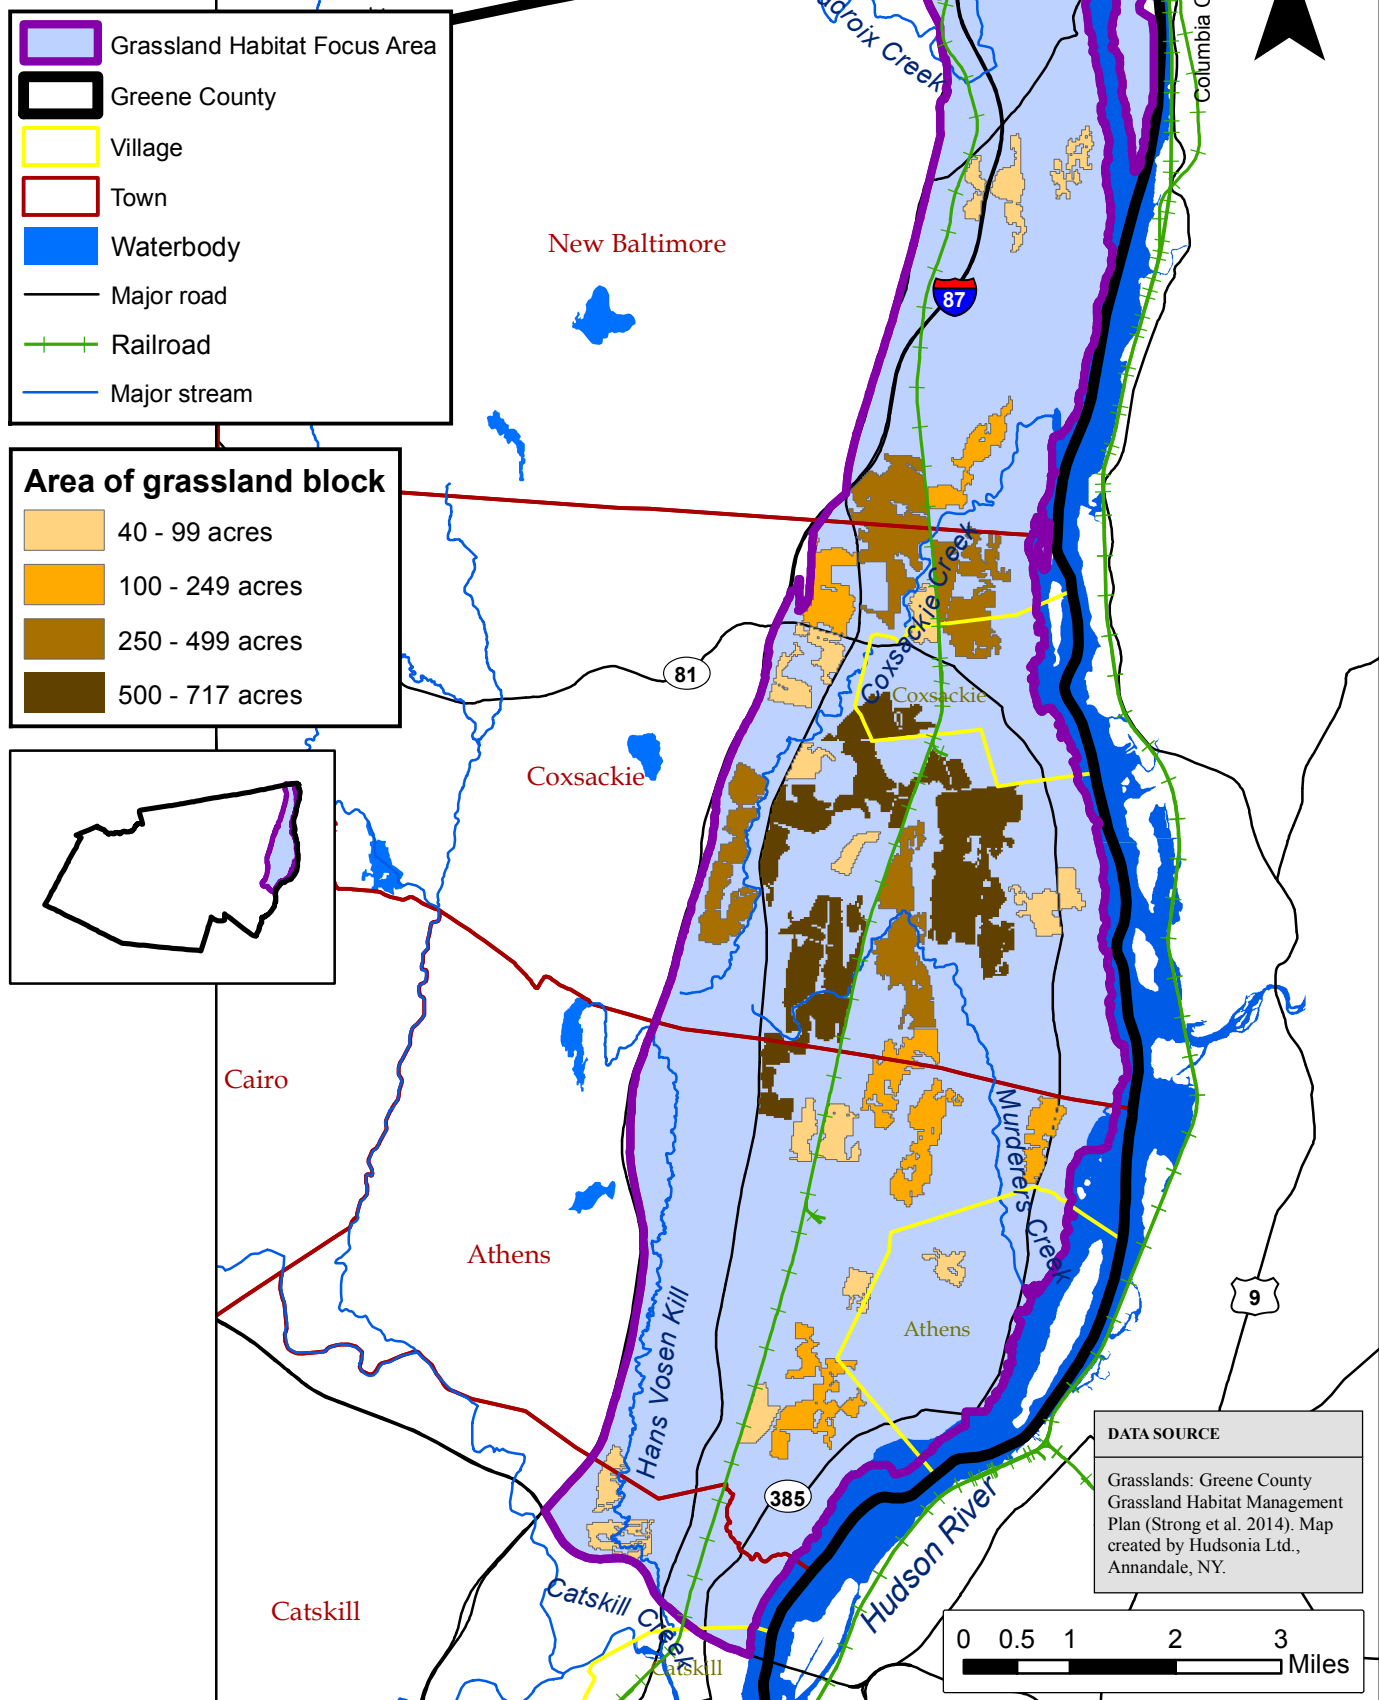 Grassland Habitat Focus Area
Greene County
Village
Town
Waterbody
Major road
Railroad
Major stream
Area of grassland block
40 - 99 acres
100 - 249 acres
250 - 499 acres
500 - 717 acres
Creek
Columbia
New Baltimore
87
Coxsackie Creek
81
Coxsackie
Coxsackie
Cairo
Murderers Creek
Athens
9
Athens
Hans Vosen Kill
385
Hudson River
Catskill
Catskill Creek
Catskill
DATA SOURCE
Grasslands: Greene County
Grassland Habitat Management
Plan (Strong et al. 2014). Map
created by Hudsonia Ltd.,
Annandale, NY.
0 0.5 1 2 3
Miles